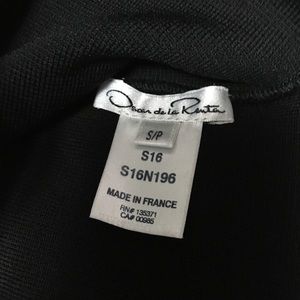 Oscar de la Renta
S/P
S16
S16N196
MADE IN FRANCE
RN# 135371
CA# 00985